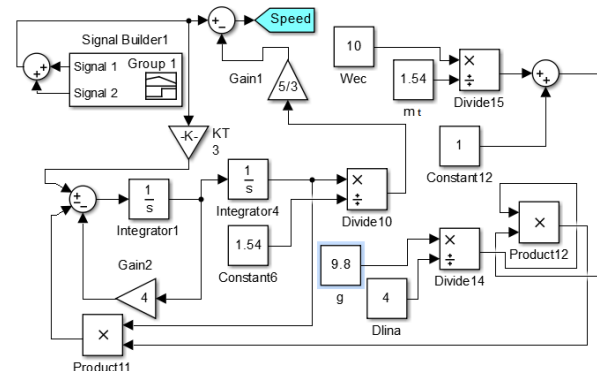 Speed
Signal Builder1
Group 1
Signal 1
Signal 2
10
Wec
Gain1
5/3
1.54
m t
Divide15
-K-
KT
3
1
Constant12
1/s
Integrator1
1/s
Integrator4
Divide10
1.54
Constant6
Product12
Gain2
4
9.8
g
Divide14
4
Dlina
Product11